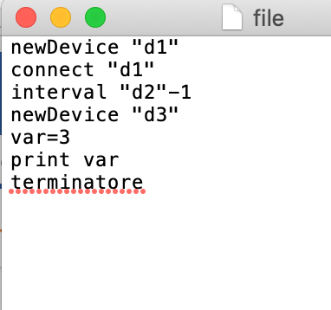 file
newDevice "d1"
connect "d1"
interval "d2"-1
newDevice "d3"
var=3
print var
terminatore